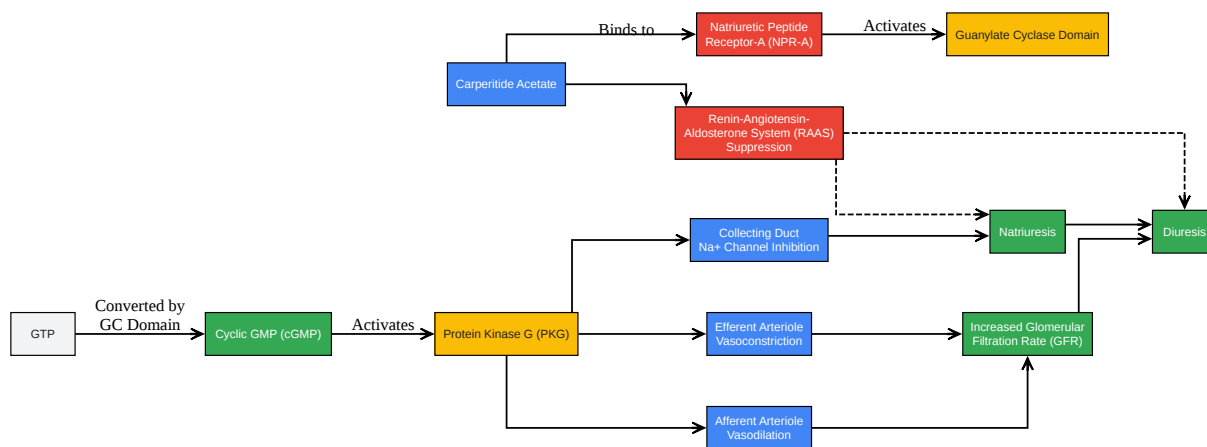 Binds to
Natriuretic Peptide
Receptor-A (NPR-A)
Activates
Guanylate Cyclase Domain
Carperitide Acetate
Renin-Angiotensin-
Aldosterone System (RAAS)
Suppression
Collecting Duct
Na+ Channel Inhibition
Natriuresis
Diuresis
GTP
Converted by
GC Domain
Cyclic GMP (cGMP)
Activates
Protein Kinase G (PKG)
Efferent Arteriole
Vasoconstriction
Increased Glomerular
Filtration Rate (GFR)
Afferent Arteriole
Vasodilation